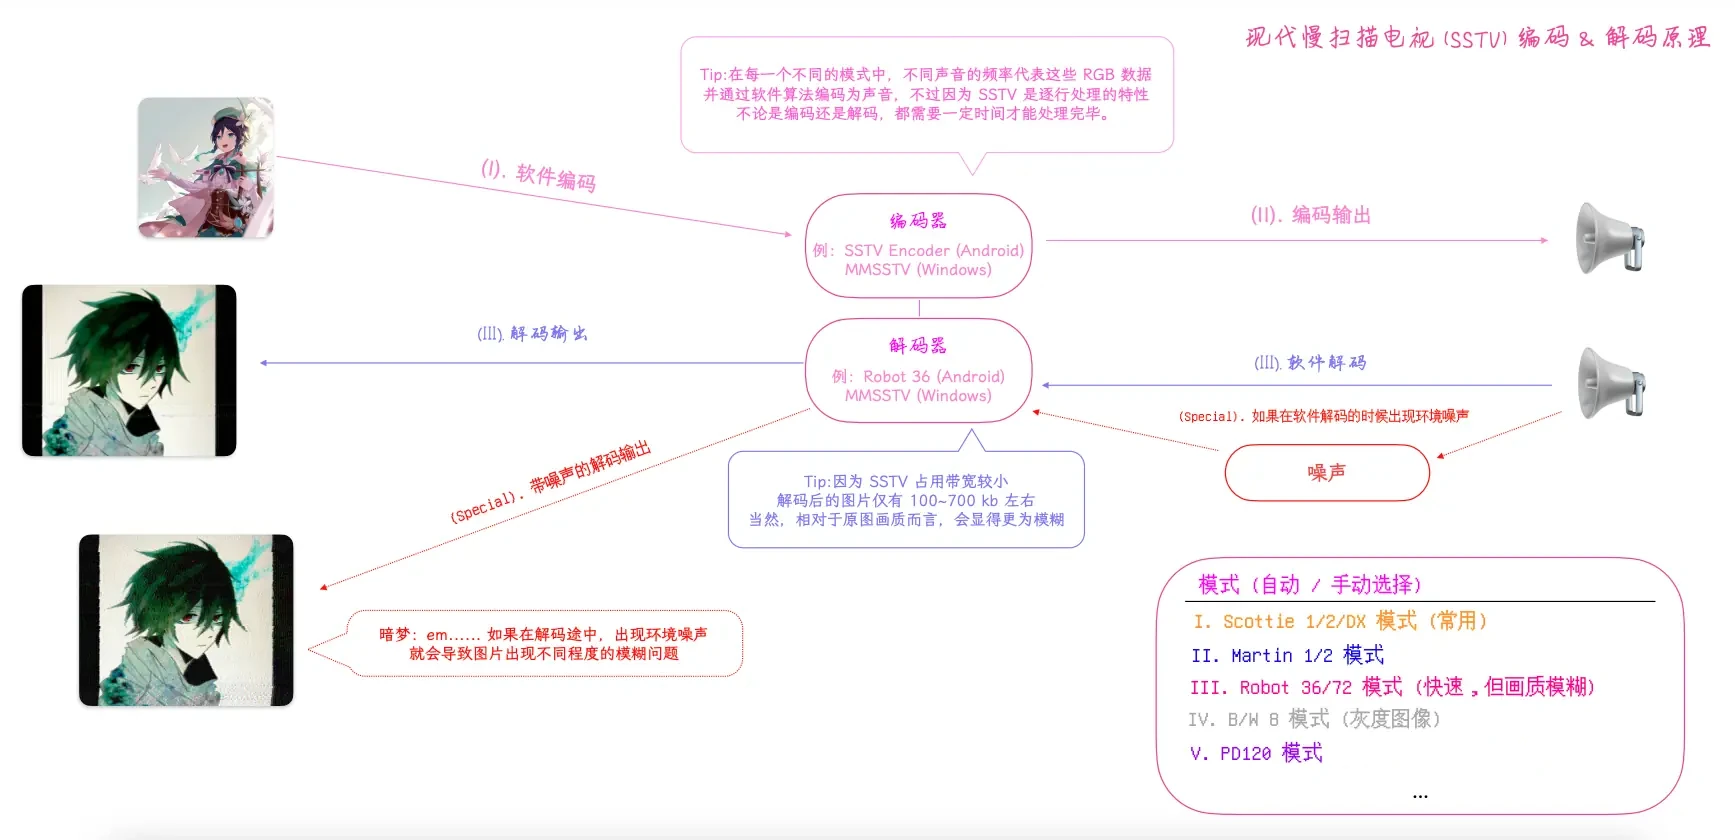 现代慢扫描电视 (SSTV) 编码 & 解码原理
Tip:在每一个不同的模式中，不同声音的频率代表这些 RGB 数据
并通过软件算法编码为声音，不过因为 SSTV 是逐行处理的特性
不论是编码还是解码，都需要一定时间才能处理完毕。
(I). 软件编码
编码器
例：SSTV Encoder (Android)
MMSSTV (Windows)
(II). 编码输出
(III). 解码输出
解码器
例：Robot 36 (Android)
MMSSTV (Windows)
(III). 软件解码
(Special). 如果在软件解码的时候出现环境噪声
噪声
(Special). 带噪声的解码输出
Tip:因为 SSTV 占用带宽较小
解码后的图片仅有 100~700 kb 左右
当然，相对于原图画质而言，会显得更为模糊
暗梦：em...... 如果在解码途中，出现环境噪声
就会导致图片出现不同程度的模糊问题
模式 (自动 / 手动选择)
I. Scottie 1/2/DX 模式 (常用)
II. Martin 1/2 模式
III. Robot 36/72 模式 (快速，但画质模糊)
IV. B/W 8 模式 (灰度图像)
V. PD120 模式
...